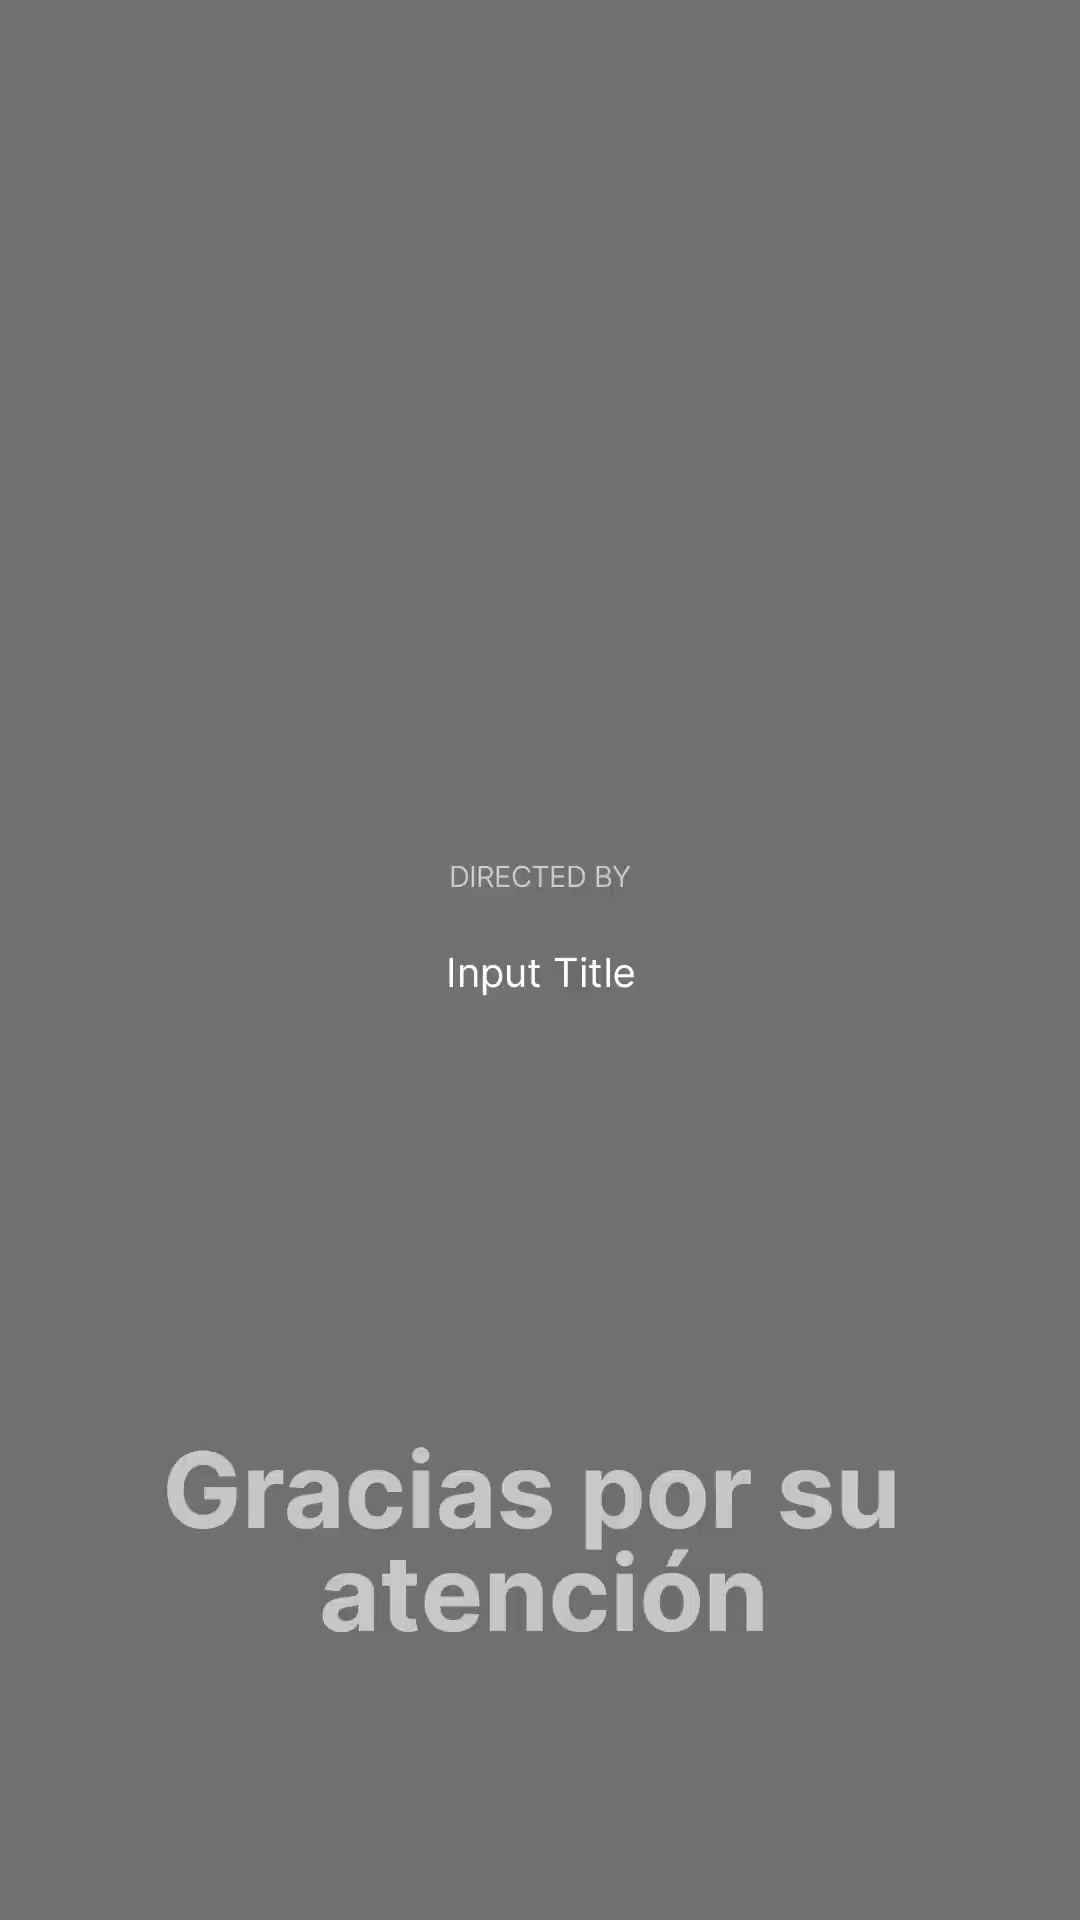 DIRECTED BY
Input Title
Gracias por su
atención